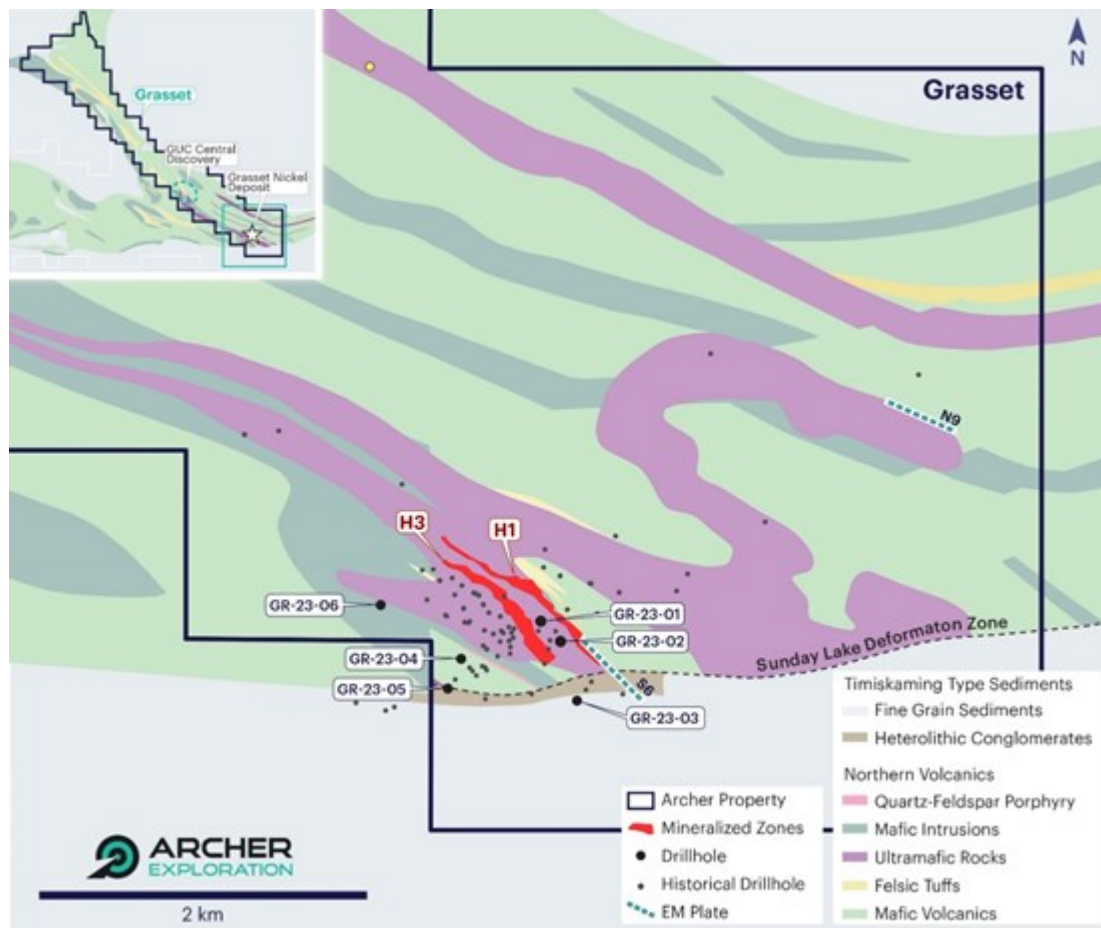 N
Grasset
Grasset
GUC Central
Discovery
Grasset Nickel
Deposit
N9
H3
H1
GR-23-06
GR-23-01
GR-23-02
GR-23-04
GR-23-05
GR-23-03
S6
Sunday Lake Deformaton Zone
Timiskaming Type Sediments
Fine Grain Sediments
Heterolithic Conglomerates
Northern Volcanics
Quartz-Feldspar Porphyry
Mafic Intrusions
Ultramafic Rocks
Felsic Tuffs
Mafic Volcanics
Archer Property
Mineralized Zones
Drillhole
Historical Drillhole
EM Plate
ARCHER
EXPLORATION
2 km